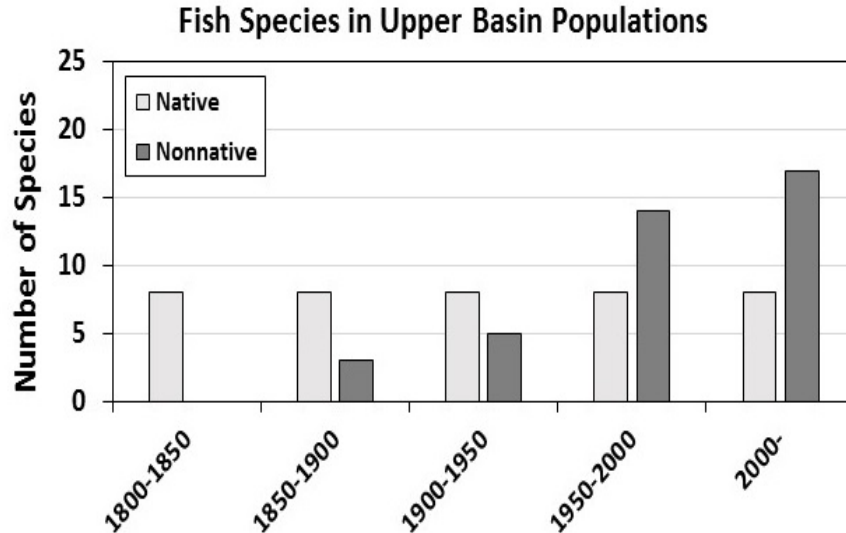 Fish Species in Upper Basin Populations
Number of Species
25
20
15
10
5
0
Native
Nonnative
1800-1850
1850-1900
1900-1950
1950-2000
2000-